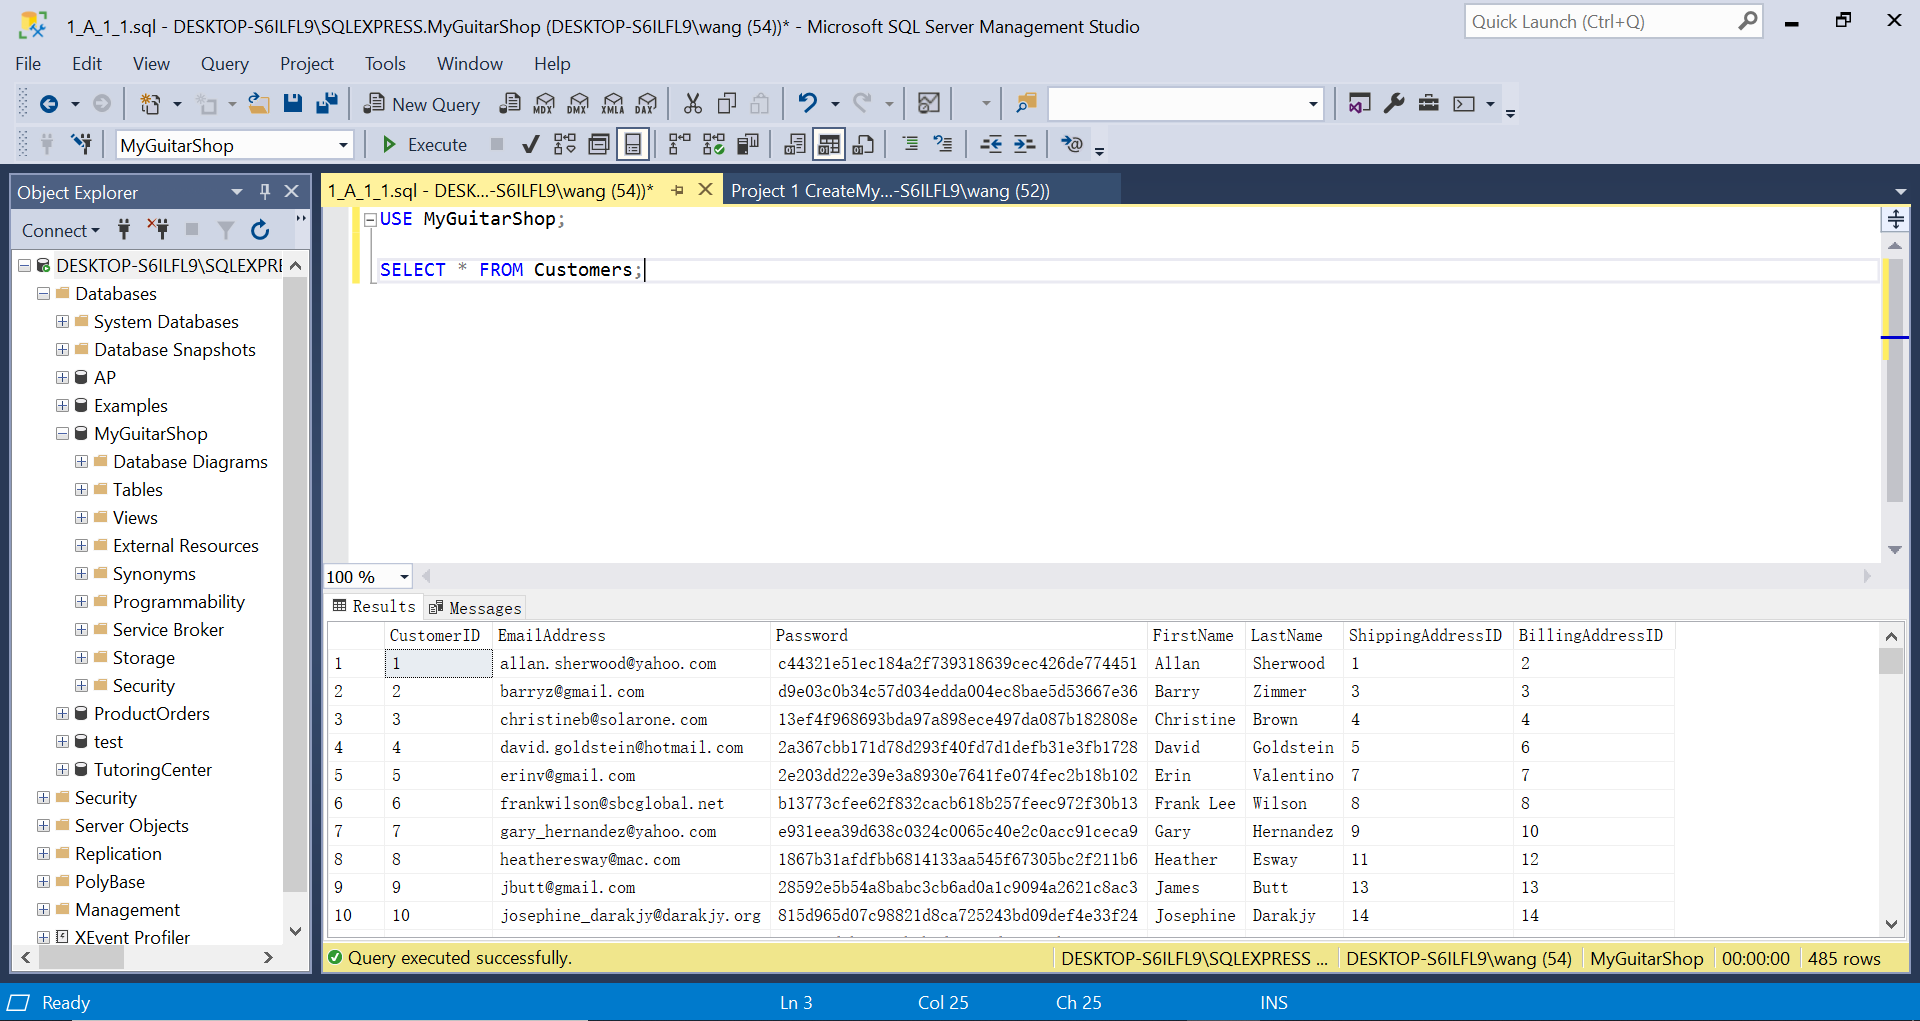 1_A_1_1.sql - DESKTOP-S6ILFL9\SQLEXPRESS.MyGuitarShop (DESKTOP-S6ILFL9\wang (54))* - Microsoft SQL Server Management Studio
Quick Launch (Ctrl+Q)
File Edit View Query Project Tools Window Help
New Query MDX DMX XMLA DAX
MyGuitarShop Execute
Object Explorer
1_A_1_1.sql - DESK...-S6ILFL9\wang (54))* Project 1 CreateMy...-S6ILFL9\wang (52))
Connect
USE MyGuitarShop;
SELECT * FROM Customers;
DESKTOP-S6ILFL9\SQLEXPRE
Databases
System Databases
Database Snapshots
AP
Examples
MyGuitarShop
Database Diagrams
Tables
Views
External Resources
Synonyms
Programmability
Service Broker
Storage
Security
ProductOrders
test
TutoringCenter
Security
Server Objects
Replication
PolyBase
Management
XEvent Profiler
100 %
Results Messages
CustomerID EmailAddress Password FirstName LastName ShippingAddressID BillingAddressID
1 1 allan.sherwood@yahoo.com c44321e51ec184a2f739318639cec426de774451 Allan Sherwood 1 2
2 2 barryz@gmail.com d9e03c0b34c57d034edda004ec8bae5d53667e36 Barry Zimmer 3 3
3 3 christineb@solarone.com 13ef4f968693bda97a898ece497da087b182808e Christine Brown 4 4
4 4 david.goldstein@hotmail.com 2a367cbb171d78d293f40fd7d1defb31e3fb1728 David Goldstein 5 6
5 5 erinv@gmail.com 2e203dd22e39e3a8930e7641fe074fec2b18b102 Erin Valentino 7 7
6 6 frankwilson@sbcglobal.net b13773cfee62f832cacb618b257feec972f30b13 Frank Lee Wilson 8 8
7 7 gary_hernandez@yahoo.com e931eea39d638c0324c0065c40e2c0acc91ceca9 Gary Hernandez 9 10
8 8 heatheresway@mac.com 1867b31afdfbb6814133aa545f67305bc2f211b6 Heather Esway 11 12
9 9 jbutt@gmail.com 28592e5b54a8babc3cb6ad0a1c9094a2621c8ac3 James Butt 13 13
10 10 josephine_darakjy@darakjy.org 815d965d07c98821d8ca725243bd09def4e33f24 Josephine Darakjy 14 14
Query executed successfully. DESKTOP-S6ILFL9\SQLEXPRESS ... DESKTOP-S6ILFL9\wang (54) MyGuitarShop 00:00:00 485 rows
Ready Ln 3 Col 25 Ch 25 INS